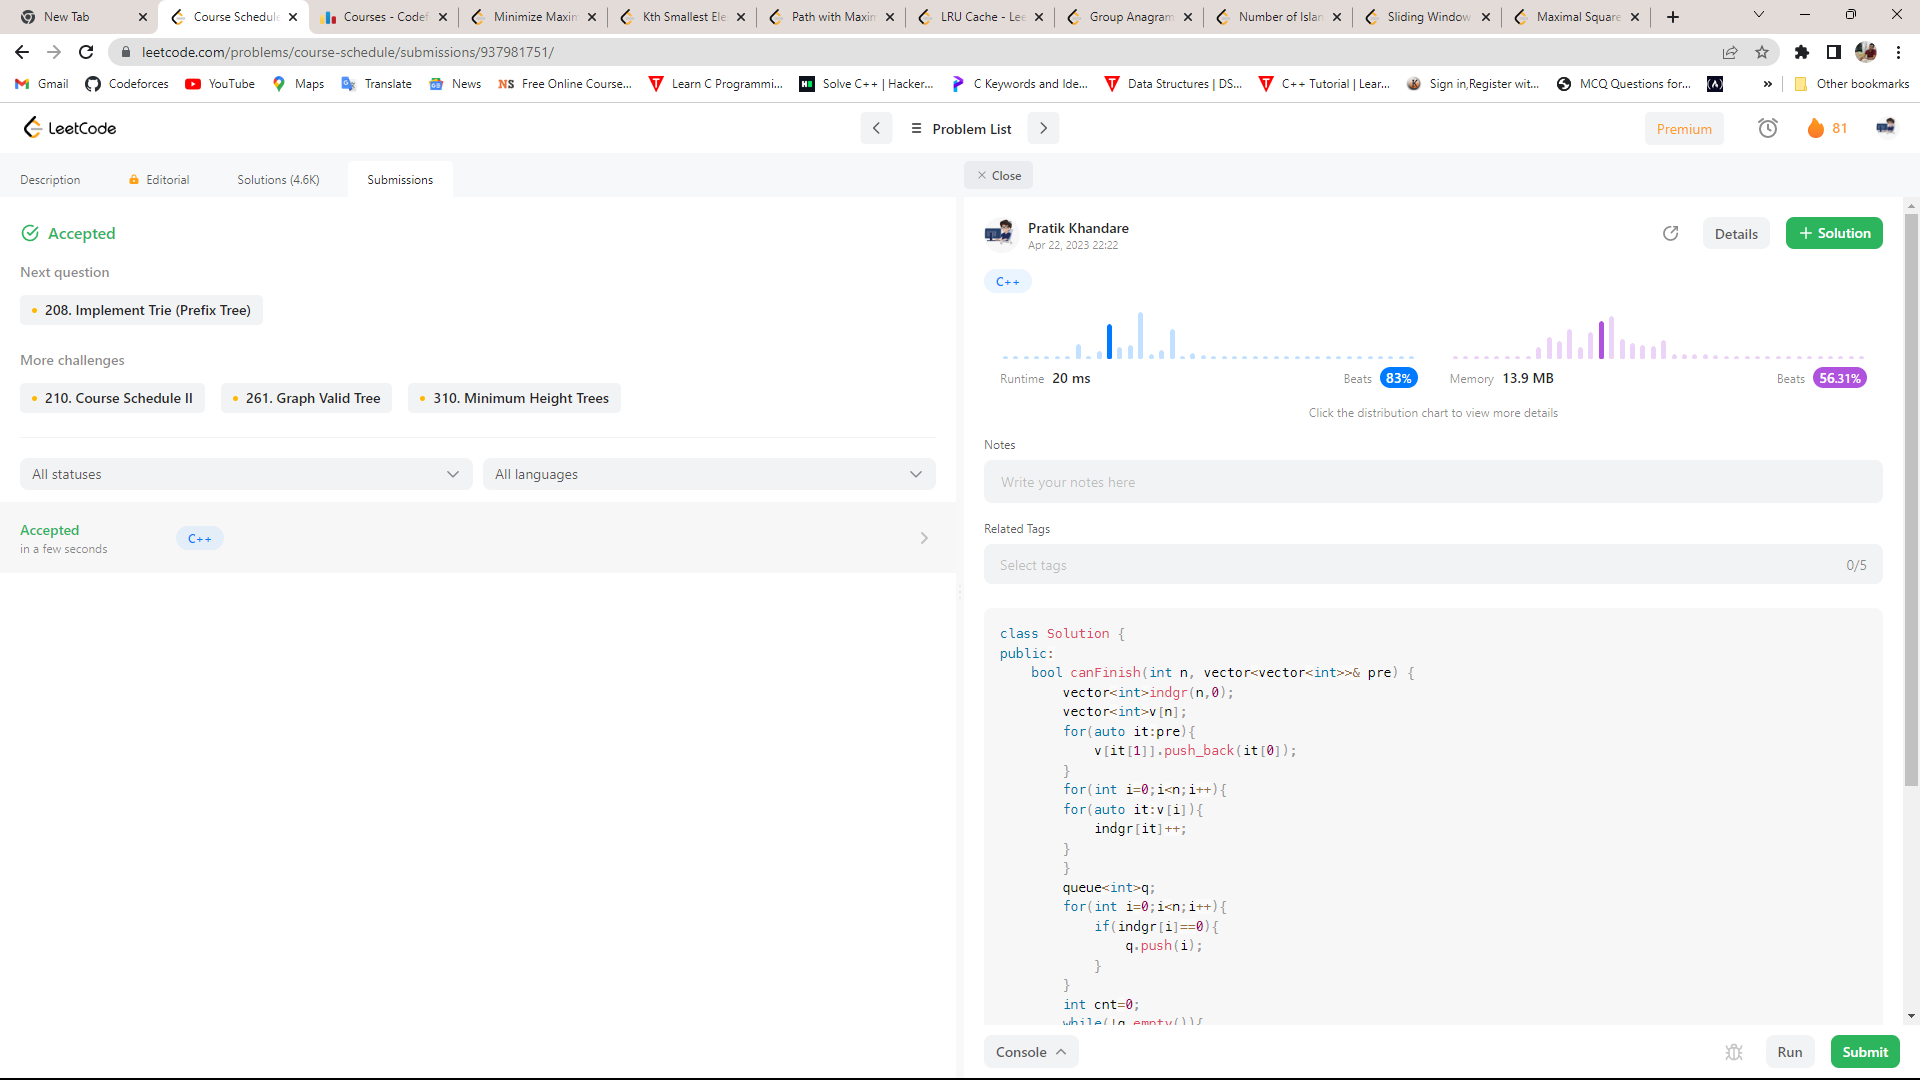 New Tab
Course Schedule
Courses - Codef
Minimize Maxim
Kth Smallest Ele
Path with Maxim
LRU Cache - Lee
Group Anagram
Number of Islan
Sliding Window
Maximal Square
leetcode.com/problems/course-schedule/submissions/937981751/
Gmail
Codeforces
YouTube
Maps
Translate
News
NS Free Online Course...
Learn C Programmi...
Solve C++ | Hacker...
C Keywords and Ide...
Data Structures | DS...
C++ Tutorial | Lear...
Sign in,Register wit...
MCQ Questions for...
»
Other bookmarks
LeetCode
Problem List
Premium
81
Description
Editorial
Solutions (4.6K)
Submissions
Close
Accepted
Next question
208. Implement Trie (Prefix Tree)
More challenges
210. Course Schedule II
261. Graph Valid Tree
310. Minimum Height Trees
All statuses
All languages
Accepted
in a few seconds
C++
Pratik Khandare
Apr 22, 2023 22:22
Details
+ Solution
C++
Runtime 20 ms
Beats 83%
Memory 13.9 MB
Beats 56.31%
Click the distribution chart to view more details
Notes
Write your notes here
Related Tags
Select tags
0/5
class Solution {
public:
    bool canFinish(int n, vector<vector<int>>& pre) {
        vector<int>indgr(n,0);
        vector<int>v[n];
        for(auto it:pre){
            v[it[1]].push_back(it[0]);
        }
        for(int i=0;i<n;i++){
        for(auto it:v[i]){
            indgr[it]++;
        }
        }
        queue<int>q;
        for(int i=0;i<n;i++){
            if(indgr[i]==0){
                q.push(i);
            }
        }
        int cnt=0;
        while(!q.empty()){
Console
Run
Submit